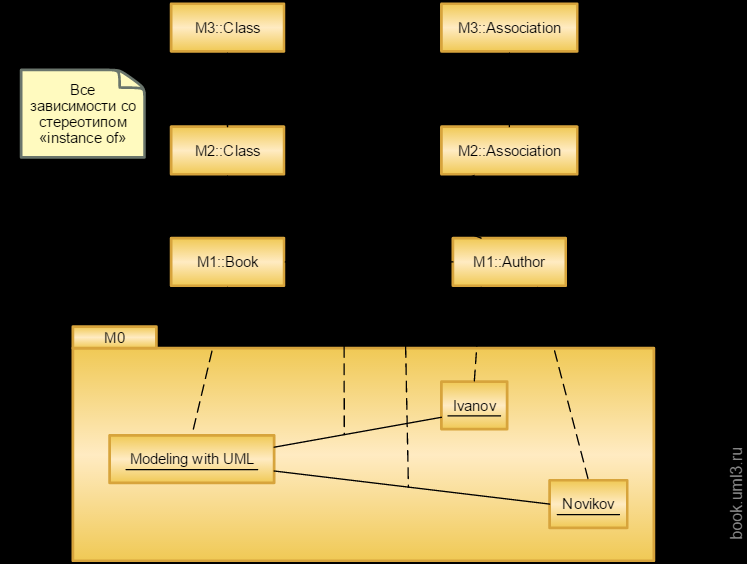 M3::Class
M3::Association
Все
зависимости со
стереотипом
«instance of»
M2::Class
M2::Association
M1::Book
M1::Author
M0
Ivanov
Modeling with UML
Novikov
book.uml3.ru